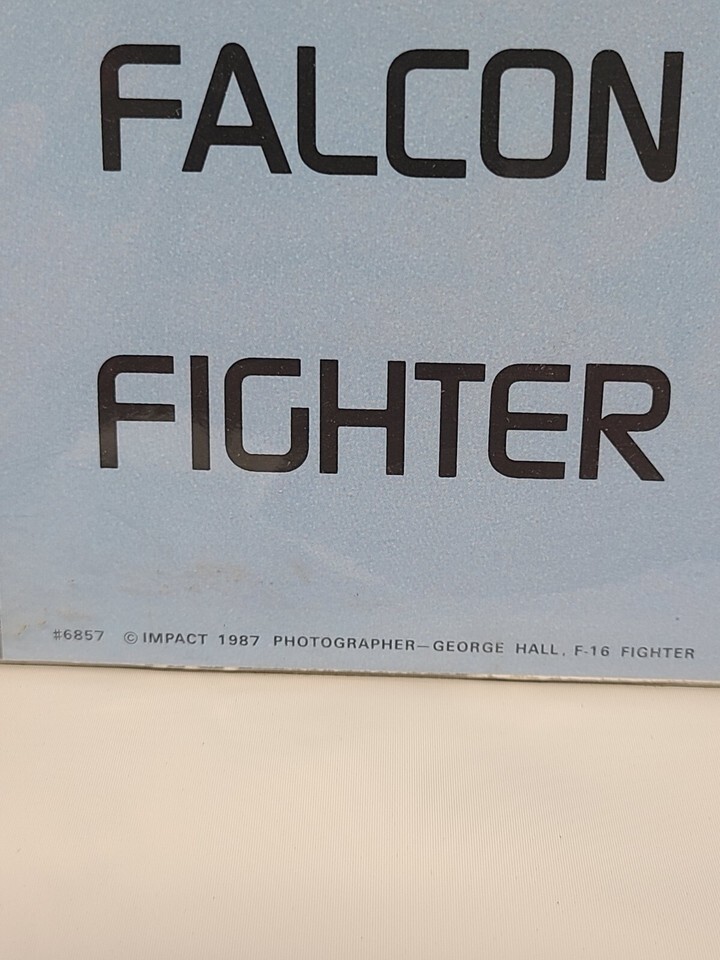 FALCON
FIGHTER
#6857 © IMPACT 1987 PHOTOGRAPHER—GEORGE HALL, F-16 FIGHTER